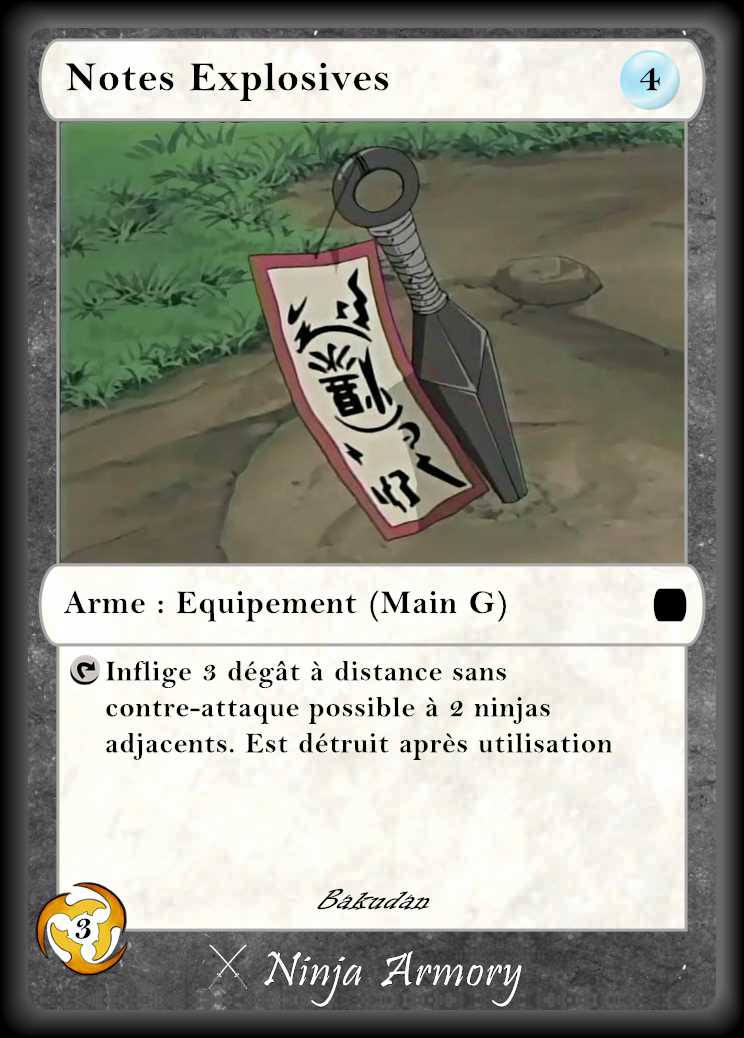 Notes Explosives
4
Arme : Equipement (Main G)
Inflige 3 dégât à distance sans
contre-attaque possible à 2 ninjas
adjacents. Est détruit après utilisation
Bakudan
3
Ninja Armory